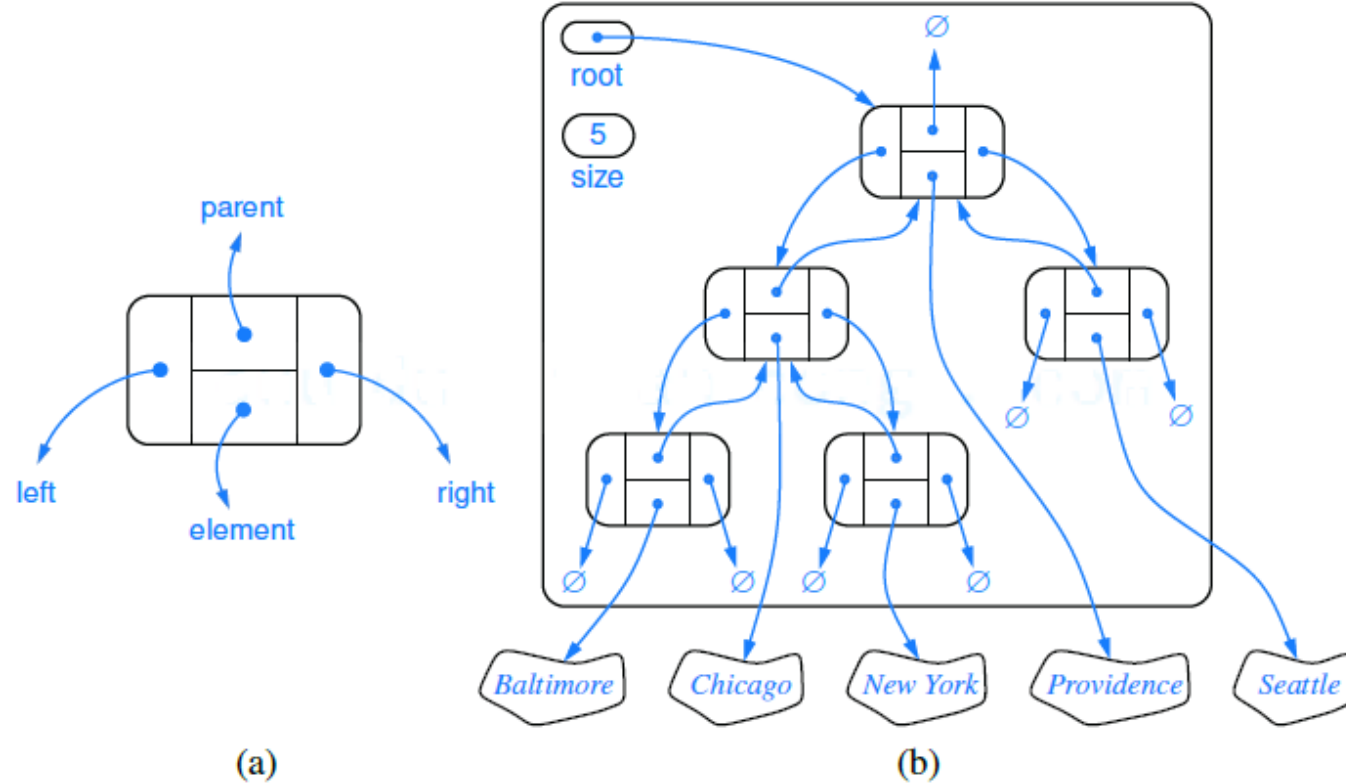 parent
left
element
right
(a)
root
5
size
∅
∅
∅
∅
∅
∅
∅
Baltimore
Chicago
New York
Providence
Seattle
(b)